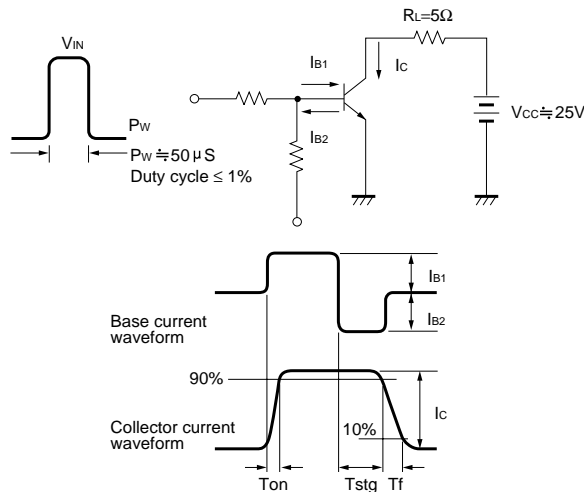 RL=5Ω
VIN
IB1
IC
PW
IB2
VCC≒25V
PW≒50μS
Duty cycle ≤ 1%
IB1
Base current
waveform
IB2
90%
IC
Collector current
waveform
10%
Ton
Tstg
Tf